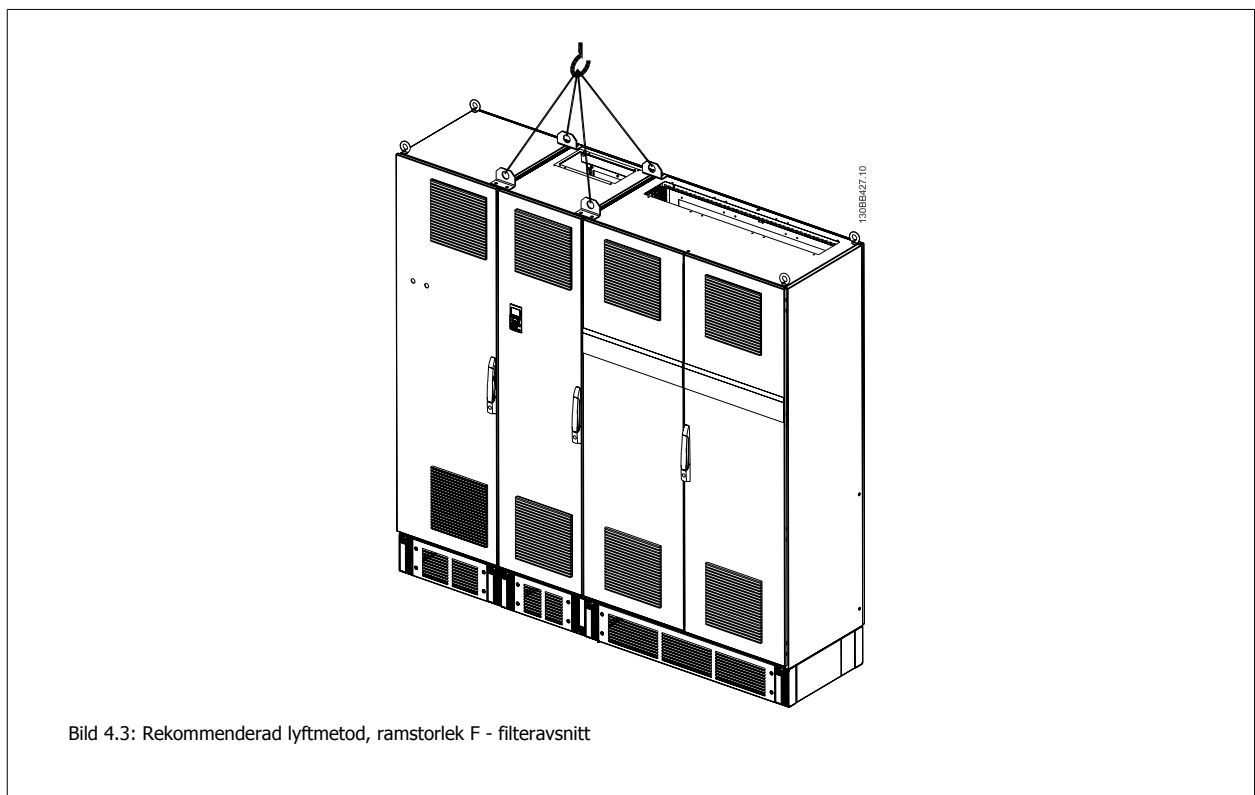 130BB427.10
Bild 4.3: Rekommenderad lyftmetod, ramstorlek F - filteravsnitt